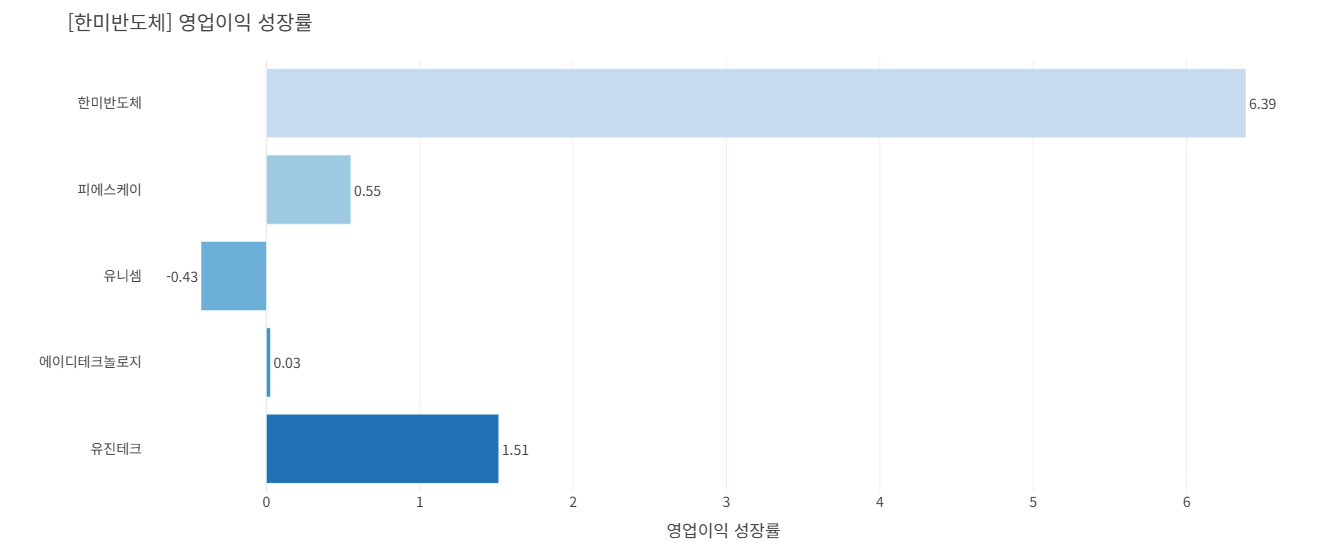 [한미반도체] 영업이익 성장률
한미반도체
6.39
피에스케이
0.55
유니셈
-0.43
에이디테크놀로지
0.03
유진테크
1.51
0 1 2 3 4 5 6
영업이익 성장률